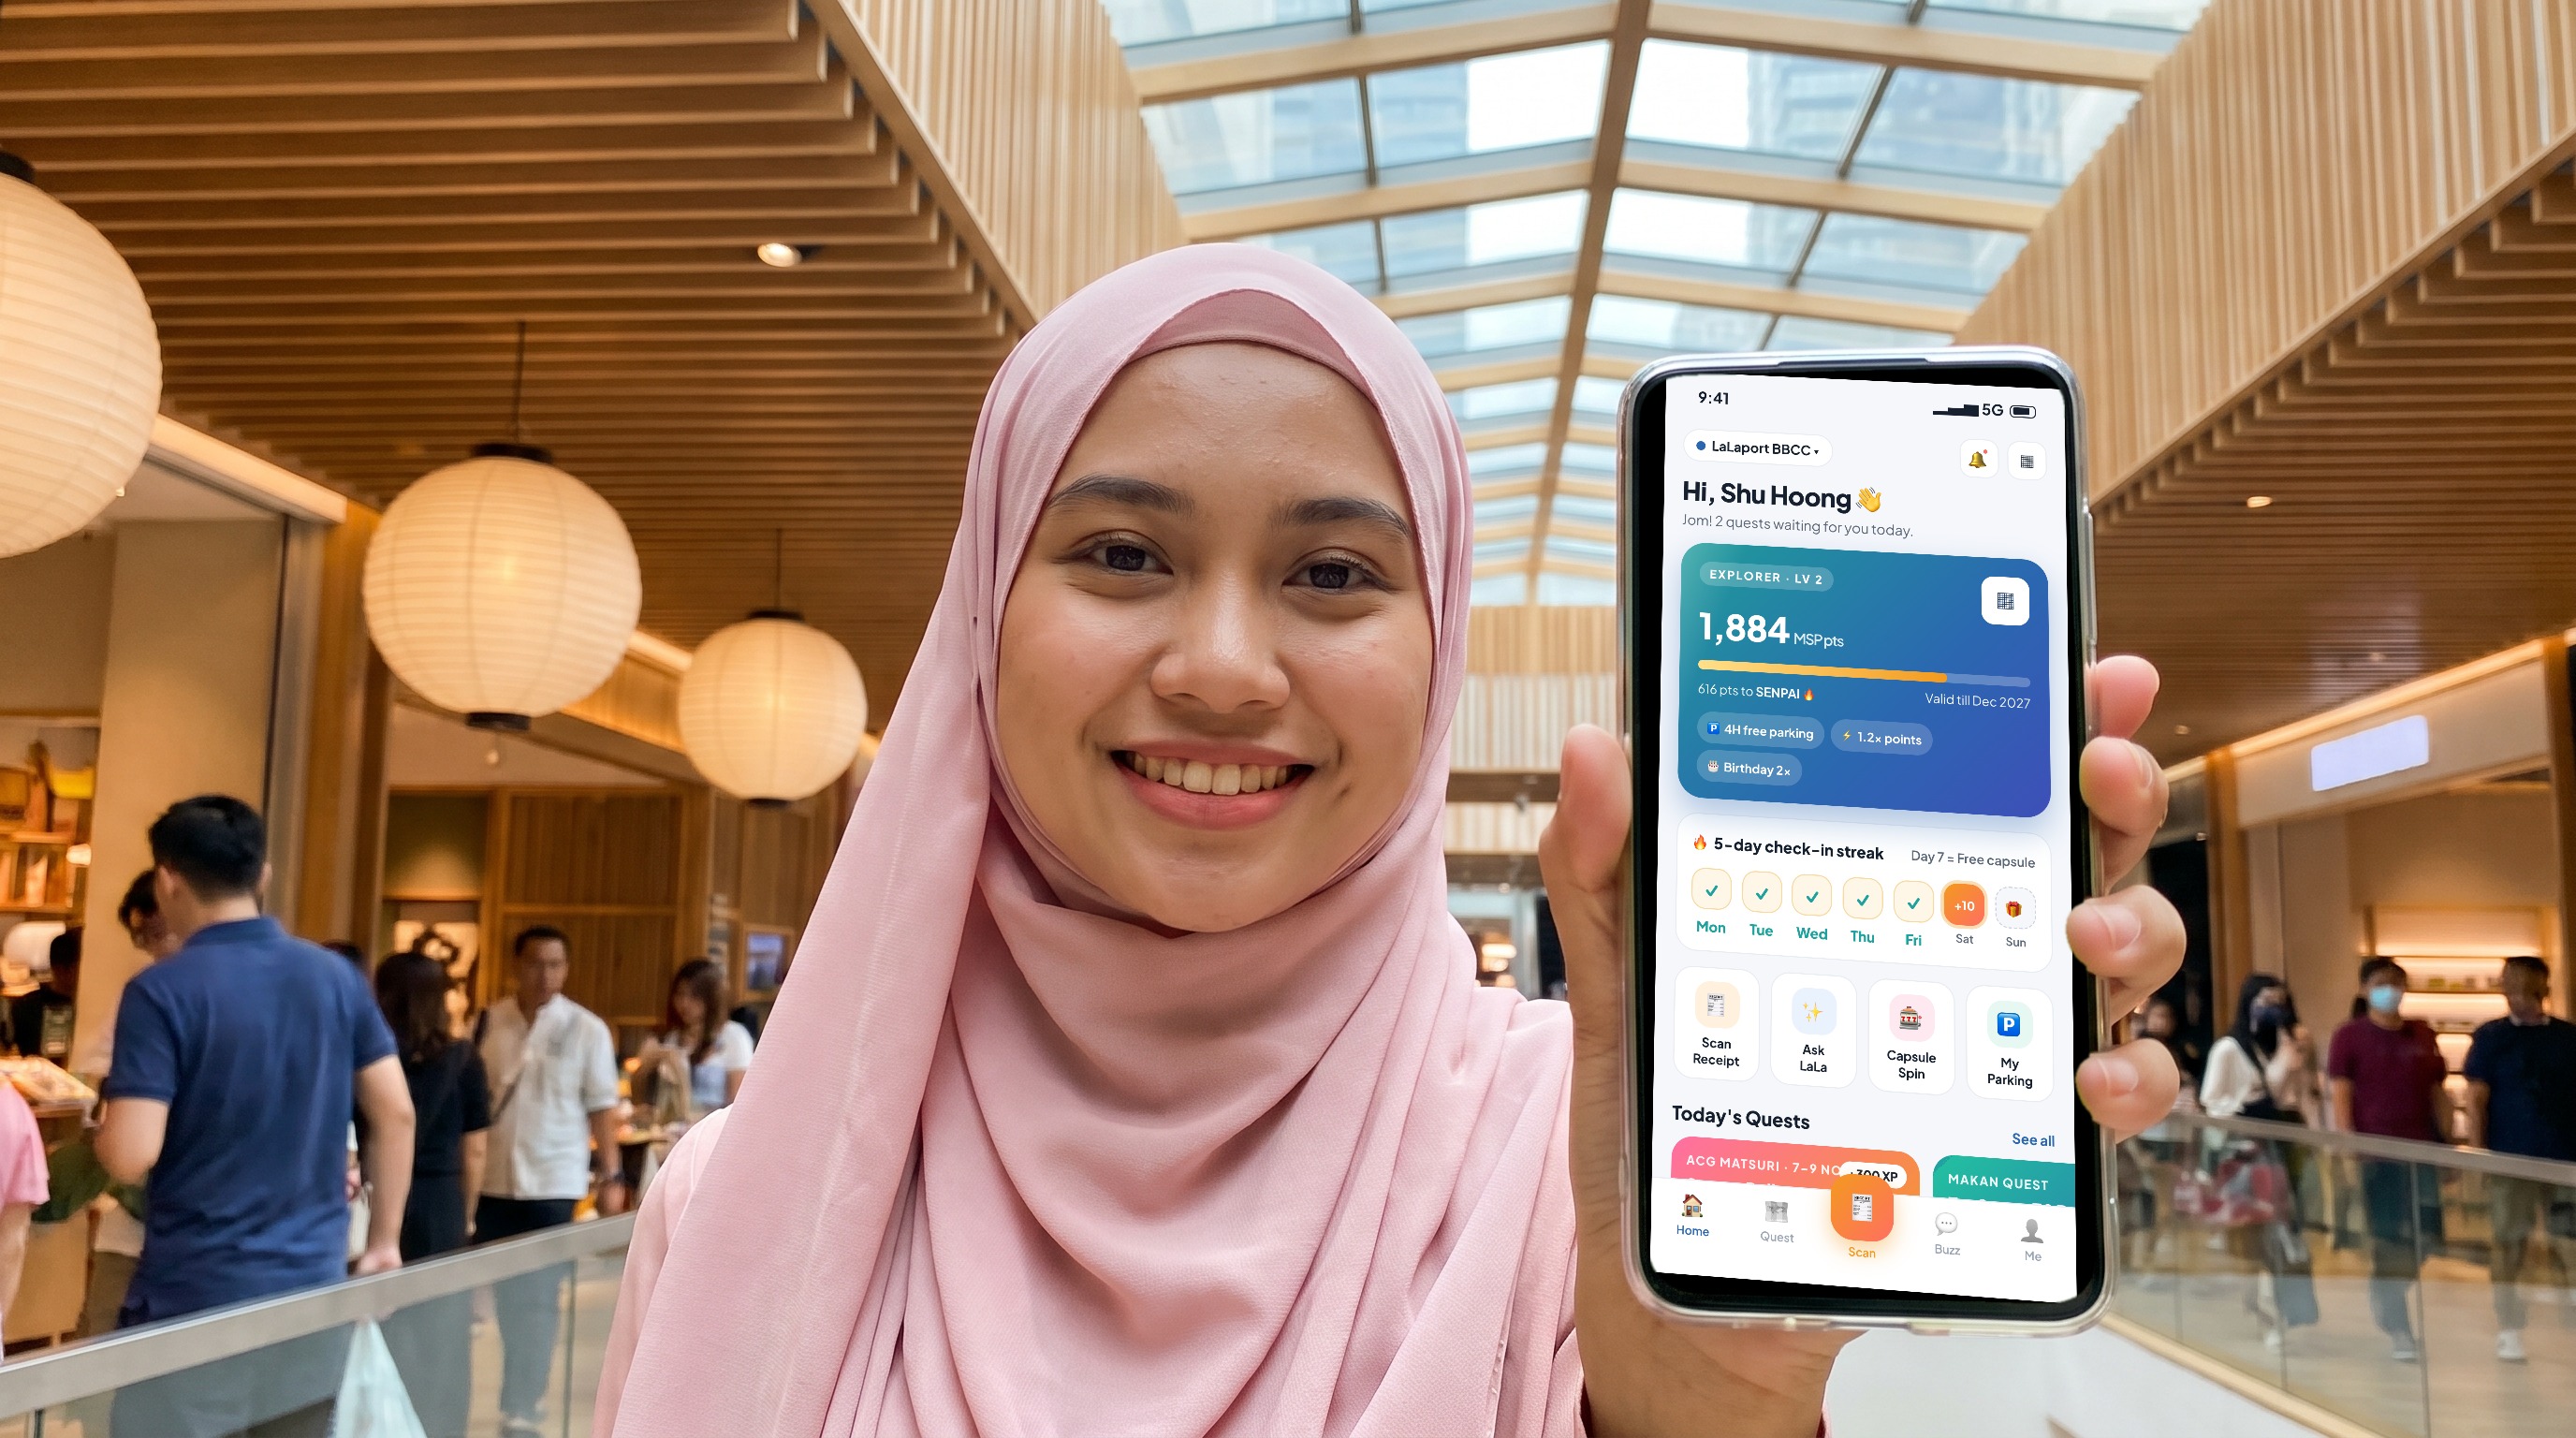 9:41
5G
LaLaport BBCC
Hi, Shu Hoong 👋
Jom! 2 quests waiting for you today.
EXPLORER · LV 2
1,884 MSP pts
616 pts to SENPAI 🔥
Valid till Dec 2027
🅿️ 4H free parking
⚡ 1.2× points
🎂 Birthday 2×
🔥 5-day check-in streak
Day 7 = Free capsule
+10
Mon Tue Wed Thu Fri Sat Sun
Scan
Receipt
Ask
LaLa
Capsule
Spin
P
My
Parking
Today's Quests
See all
ACG MATSURI · 7-9
XP
MAKAN QUEST
Home
Quest
Scan
Buzz
Me